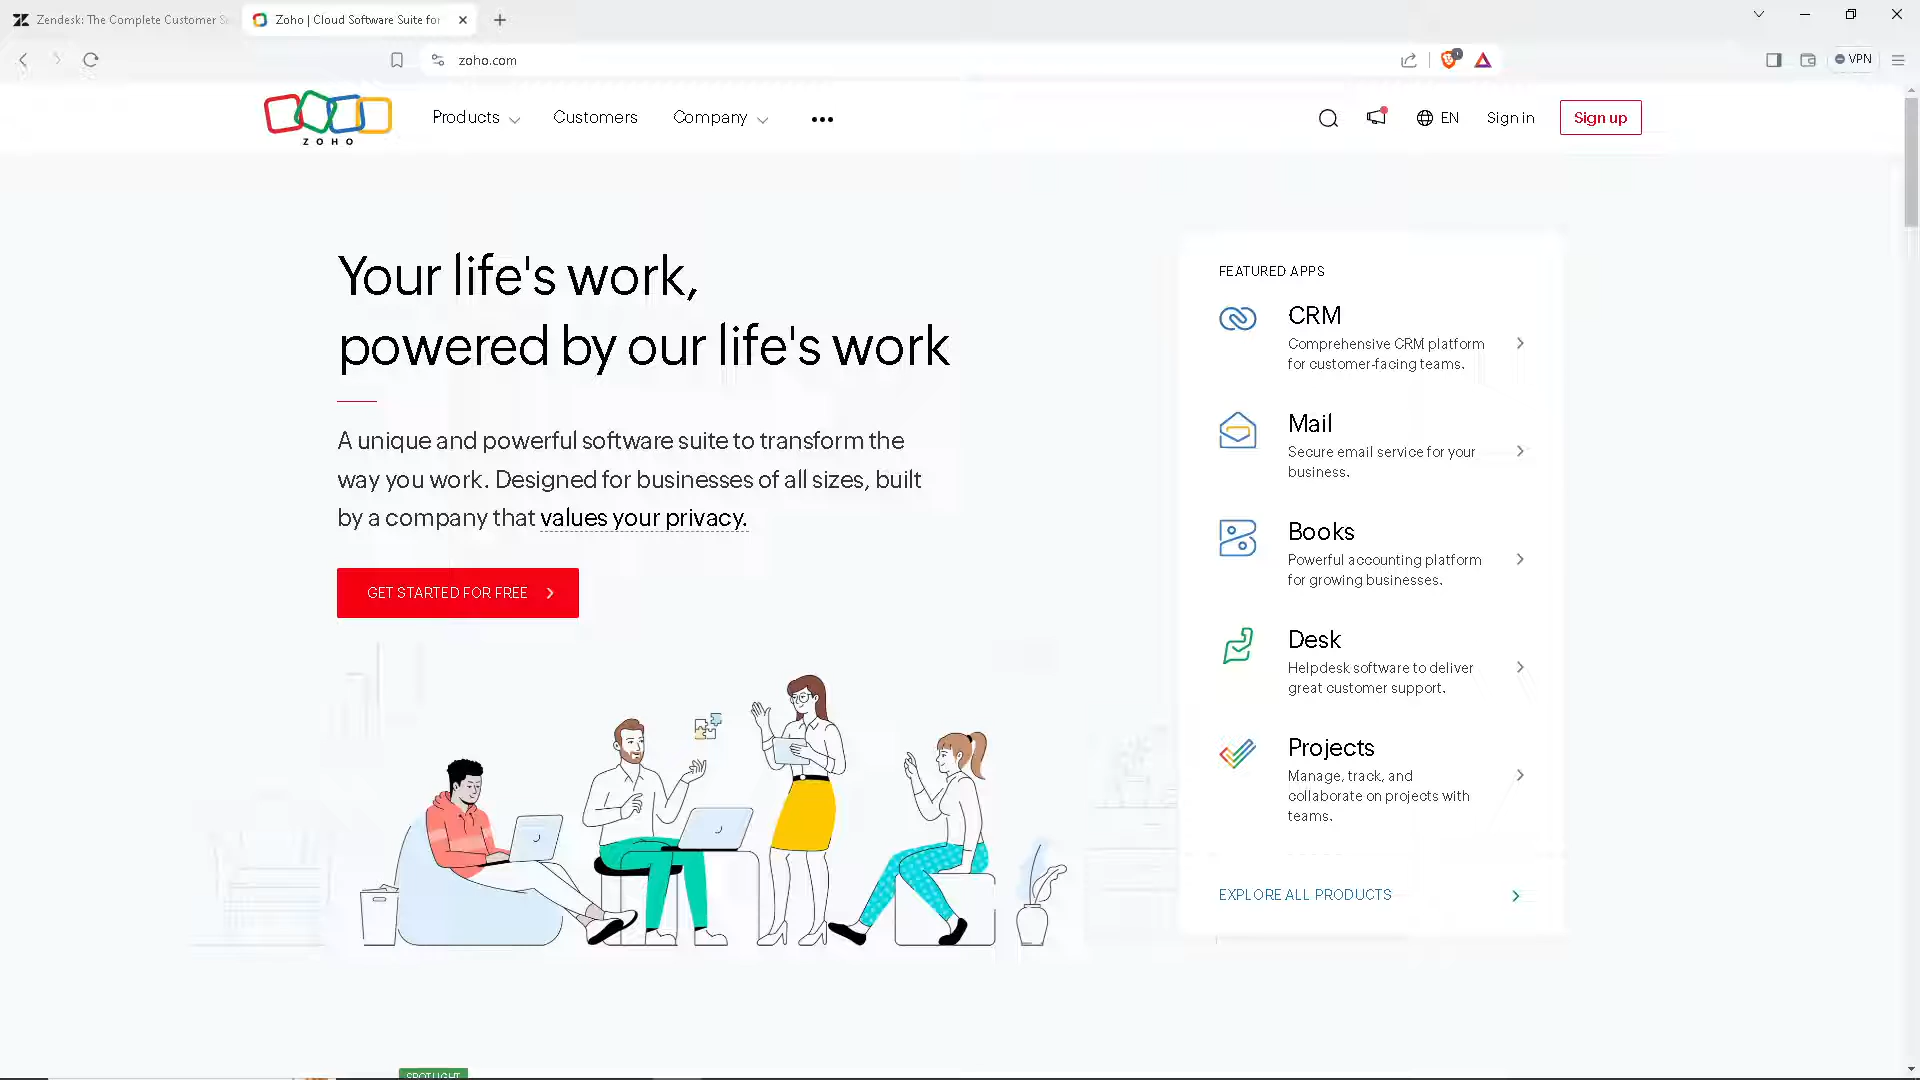 Zendesk: The Complete Customer S
Zoho | Cloud Software Suite for
zoho.com
VPN
ZOHO
Products
Customers
Company
EN
Sign in
Sign up
Your life's work,
powered by our life's work
A unique and powerful software suite to transform the
way you work. Designed for businesses of all sizes, built
by a company that values your privacy.
GET STARTED FOR FREE
FEATURED APPS
CRM
Comprehensive CRM platform
for customer-facing teams.
Mail
Secure email service for your
business.
Books
Powerful accounting platform
for growing businesses.
Desk
Helpdesk software to deliver
great customer support.
Projects
Manage, track, and
collaborate on projects with
teams.
EXPLORE ALL PRODUCTS
SPOTLIGHT